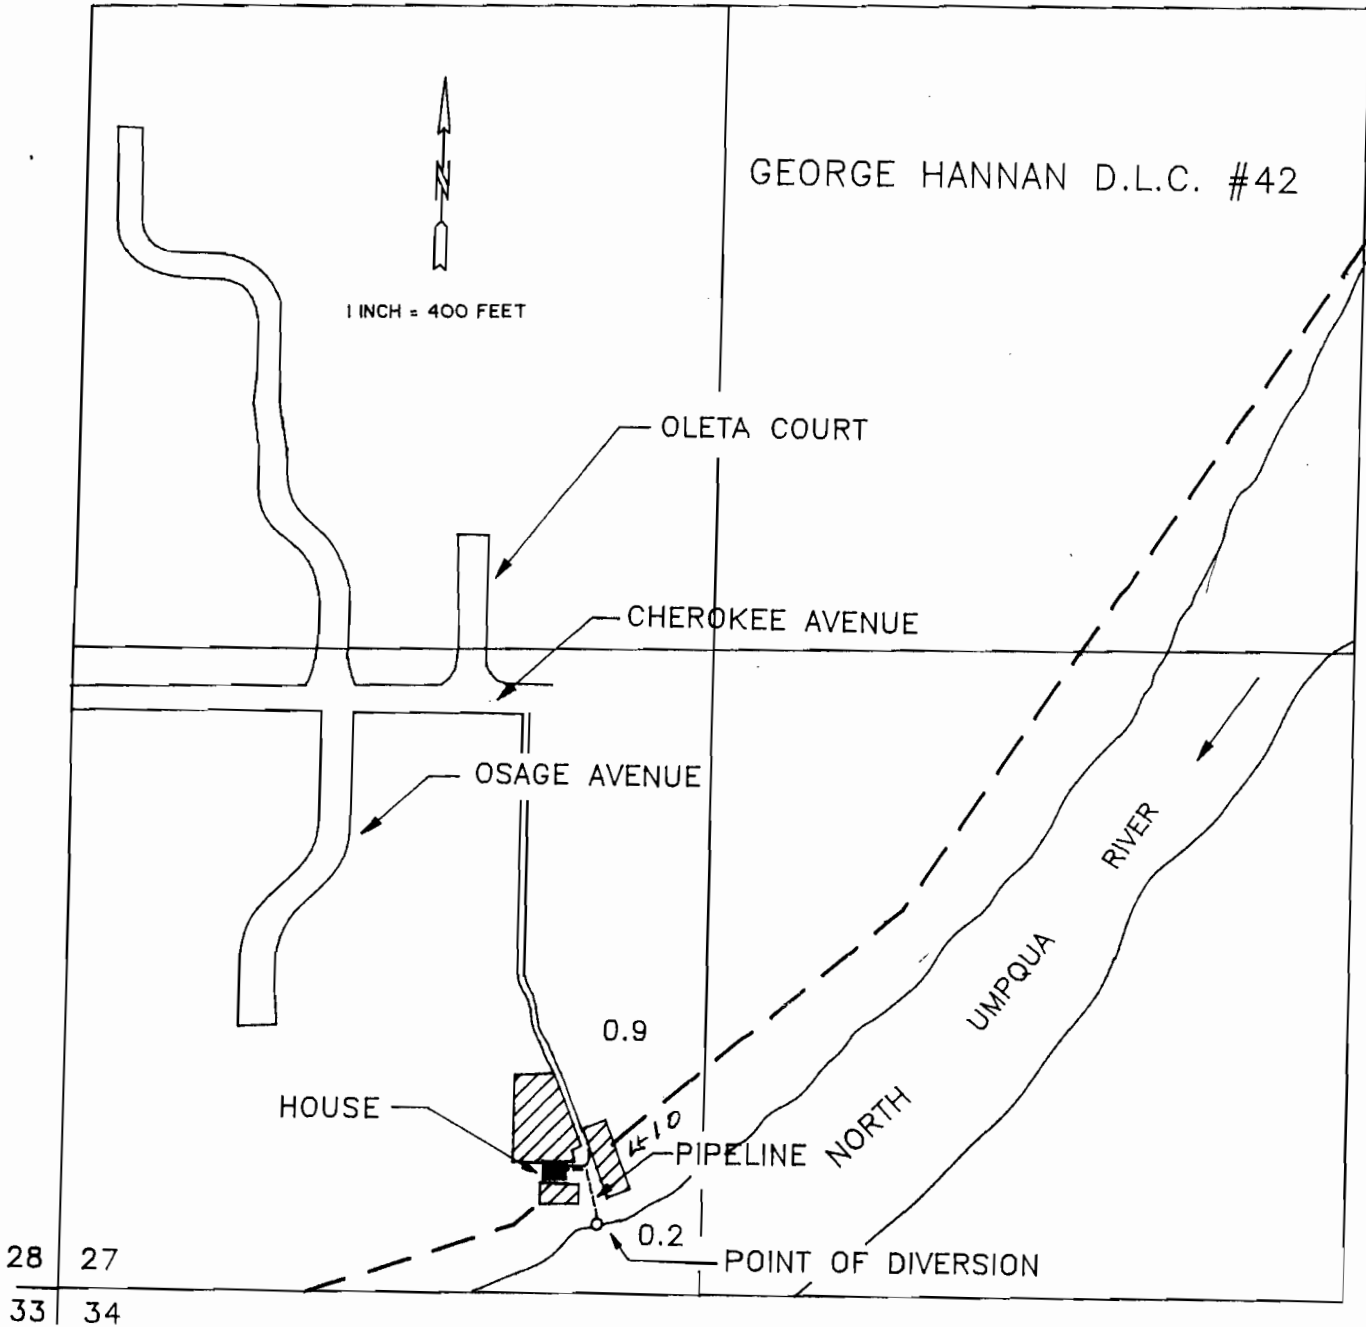 GEORGE HANNAN D.L.C. #42
N
1 INCH = 400 FEET
OLETA COURT
CHEROKEE AVENUE
OSAGE AVENUE
RIVER
UMPQUA
NORTH
0.9
HOUSE
PIPELINE
0.2
POINT OF DIVERSION
28 27
33 34